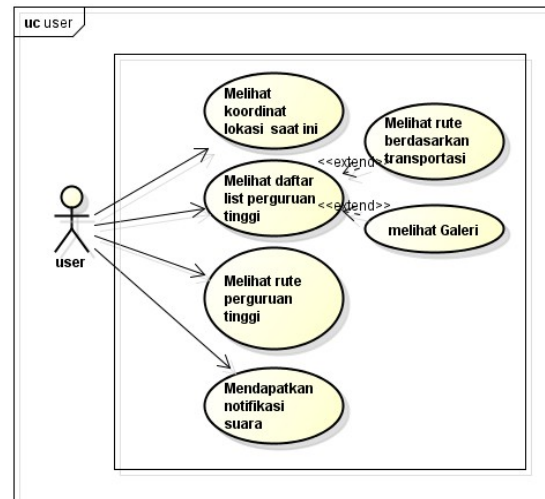 uc user
Melihat
koordinat
lokasi saat ini
Melihat rute
berdasarkan
transportasi
<<extend>>
Melihat daftar
list perguruan
tinggi
<<extend>>
melihat Galeri
user
Melihat rute
perguruan
tinggi
Mendapatkan
notifikasi
suara